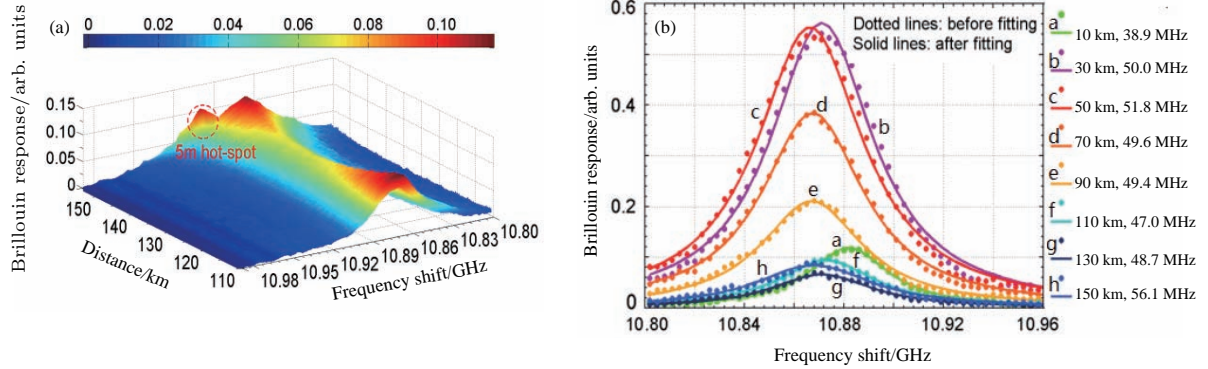 (a)
0 0.02 0.04 0.06 0.08 0.10
Brillouin response/arb. units
0.15
0.10
0.05
0
5m hot-spot
150
140
130
120
110
Distance/km
10.98
10.95
10.92
10.89
10.86
10.83
10.80
Frequency shift/GHz
(b)
Dotted lines: before fitting
Solid lines: after fitting
Brillouin response/arb. units
0.6
0.4
0.2
0
10.80 10.84 10.88 10.92 10.96
Frequency shift/GHz
c
b
d
e
a
f
h
g
a
10 km, 38.9 MHz
b
30 km, 50.0 MHz
c
50 km, 51.8 MHz
d
70 km, 49.6 MHz
e
90 km, 49.4 MHz
f
110 km, 47.0 MHz
g
130 km, 48.7 MHz
h
150 km, 56.1 MHz